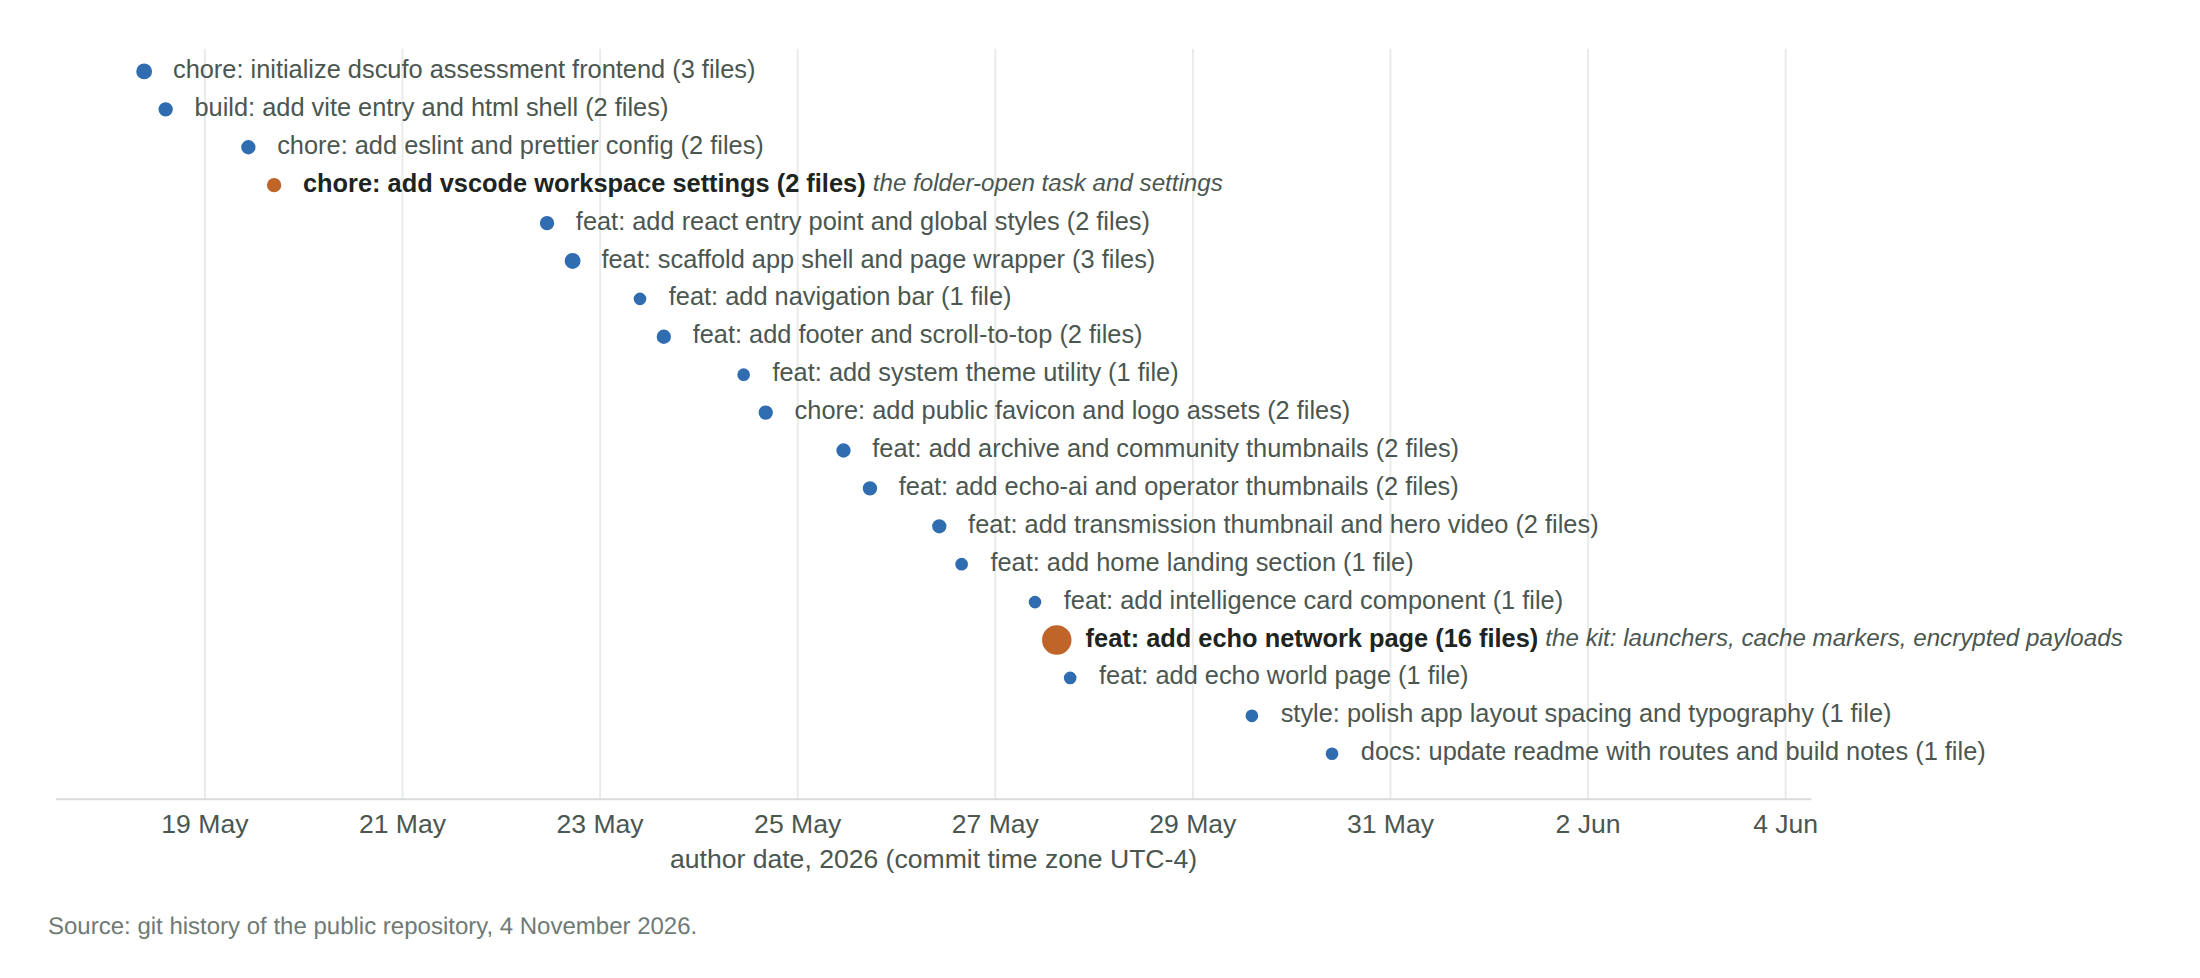 chore: initialize dscufo assessment frontend (3 files)
build: add vite entry and html shell (2 files)
chore: add eslint and prettier config (2 files)
chore: add vscode workspace settings (2 files) the folder-open task and settings
feat: add react entry point and global styles (2 files)
feat: scaffold app shell and page wrapper (3 files)
feat: add navigation bar (1 file)
feat: add footer and scroll-to-top (2 files)
feat: add system theme utility (1 file)
chore: add public favicon and logo assets (2 files)
feat: add archive and community thumbnails (2 files)
feat: add echo-ai and operator thumbnails (2 files)
feat: add transmission thumbnail and hero video (2 files)
feat: add home landing section (1 file)
feat: add intelligence card component (1 file)
feat: add echo network page (16 files) the kit: launchers, cache markers, encrypted payloads
feat: add echo world page (1 file)
style: polish app layout spacing and typography (1 file)
docs: update readme with routes and build notes (1 file)
19 May 21 May 23 May 25 May 27 May 29 May 31 May 2 Jun 4 Jun
author date, 2026 (commit time zone UTC-4)
Source: git history of the public repository, 4 November 2026.